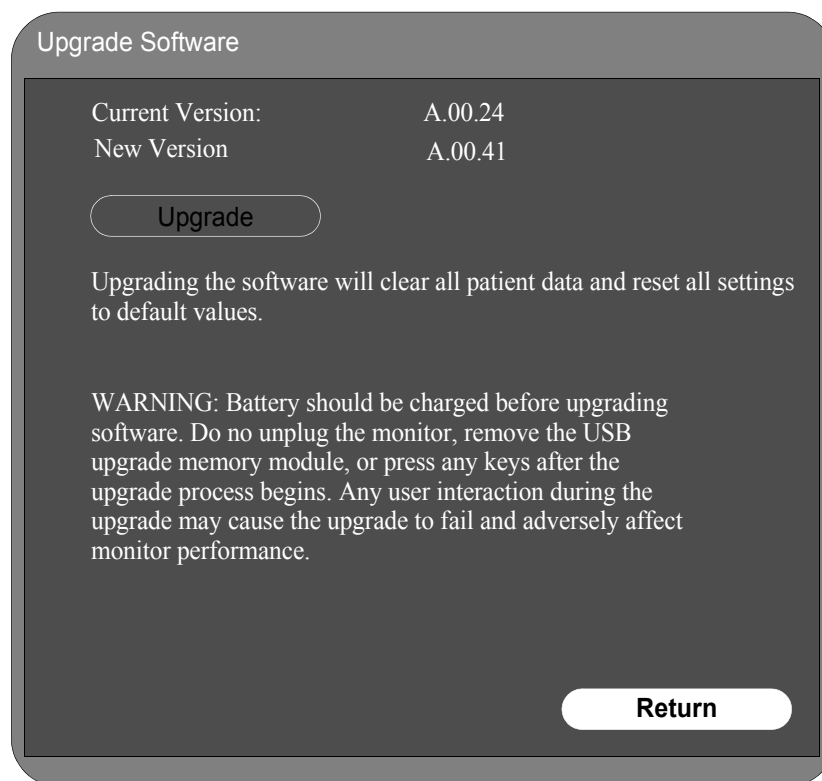 Upgrade Software
Current Version: A.00.24
New Version A.00.41
Upgrade
Upgrading the software will clear all patient data and reset all settings
to default values.
WARNING: Battery should be charged before upgrading
software. Do no unplug the monitor, remove the USB
upgrade memory module, or press any keys after the
upgrade process begins. Any user interaction during the
upgrade may cause the upgrade to fail and adversely affect
monitor performance.
Return